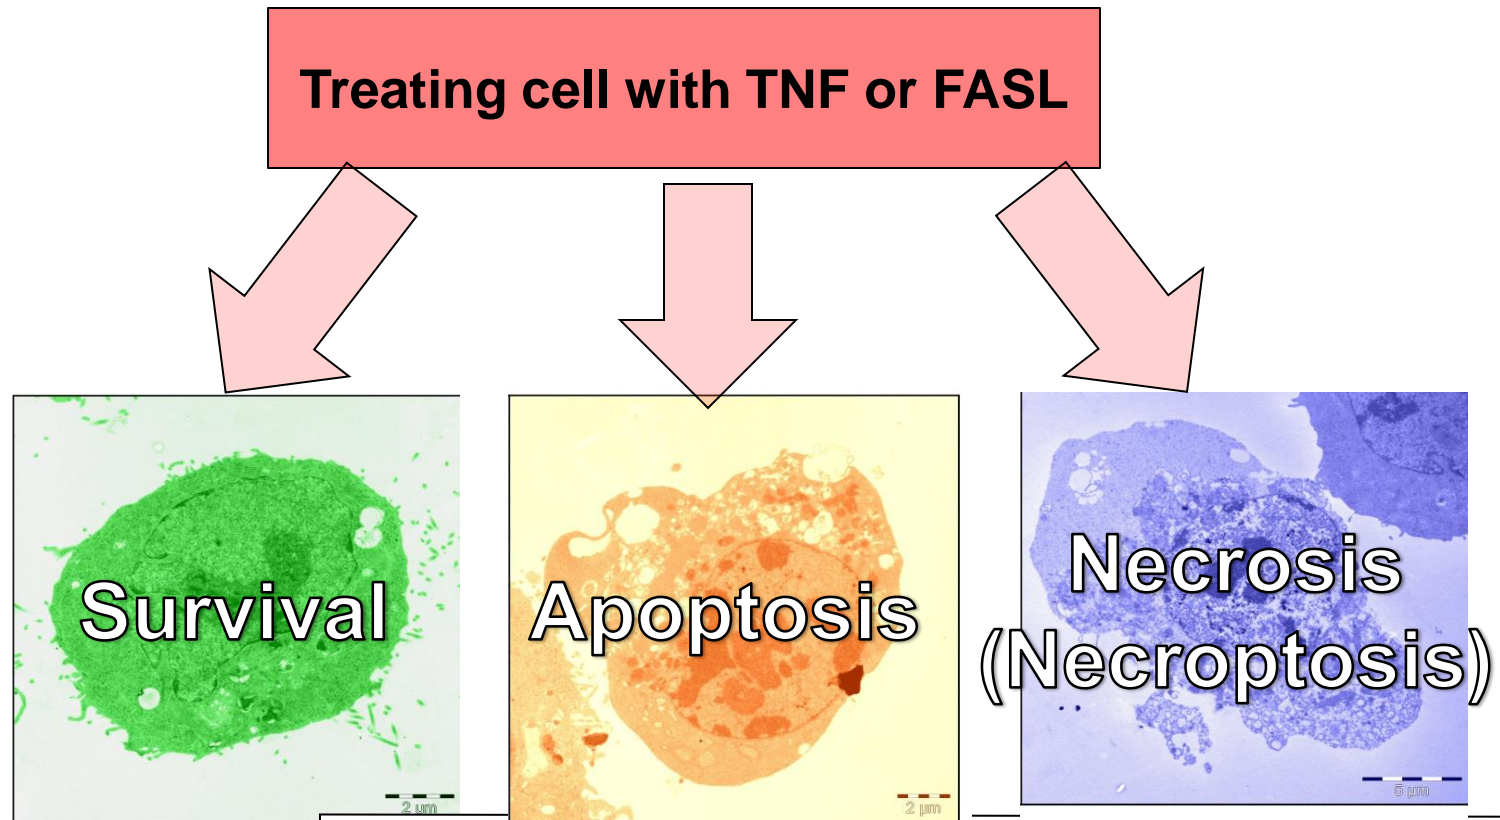 Treating cell with TNF or FASL
Survival
Apoptosis
Necrosis
(Necroptosis)
2 µm
2 µm
5 µm